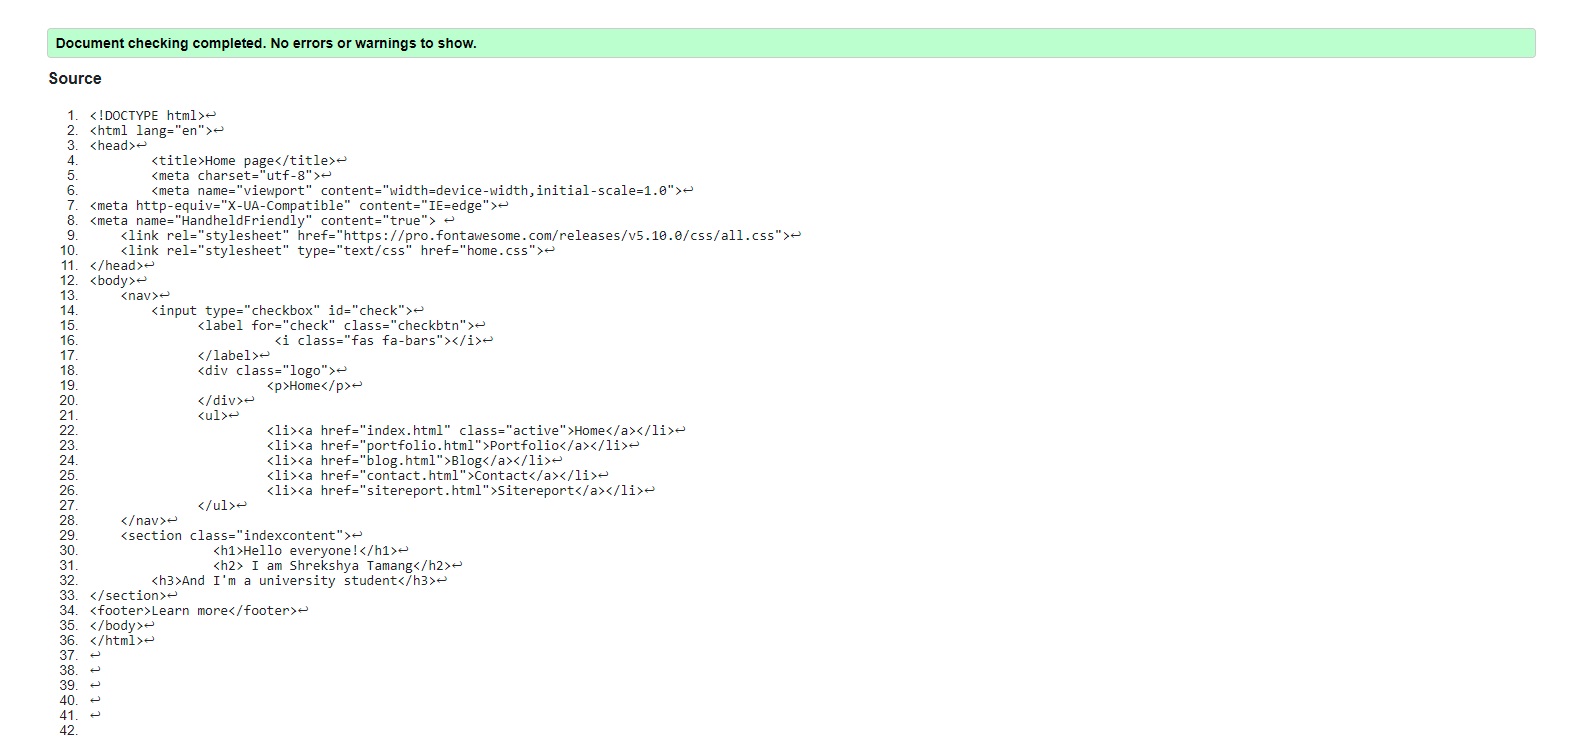 Document checking completed. No errors or warnings to show.
Source
1. <!DOCTYPE html>↩
2. <html lang="en">↩
3. <head>↩
4. <title>Home page</title>↩
5. <meta charset="utf-8">↩
6. <meta name="viewport" content="width=device-width,initial-scale=1.0">↩
7. <meta http-equiv="X-UA-Compatible" content="IE=edge">↩
8. <meta name="HandheldFriendly" content="true"> ↩
9. <link rel="stylesheet" href="https://pro.fontawesome.com/releases/v5.10.0/css/all.css">↩
10. <link rel="stylesheet" type="text/css" href="home.css">↩
11. </head>↩
12. <body>↩
13. <nav>↩
14. <input type="checkbox" id="check">↩
15. <label for="check" class="checkbtn">↩
16. <i class="fas fa-bars"></i>↩
17. </label>↩
18. <div class="logo">↩
19. <p>Home</p>↩
20. </div>↩
21. <ul>↩
22. <li><a href="index.html" class="active">Home</a></li>↩
23. <li><a href="portfolio.html">Portfolio</a></li>↩
24. <li><a href="blog.html">Blog</a></li>↩
25. <li><a href="contact.html">Contact</a></li>↩
26. <li><a href="sitereport.html">Sitereport</a></li>↩
27. </ul>↩
28. </nav>↩
29. <section class="indexcontent">↩
30. <h1>Hello everyone!</h1>↩
31. <h2> I am Shrekshya Tamang</h2>↩
32. <h3>And I'm a university student</h3>↩
33. </section>↩
34. <footer>Learn more</footer>↩
35. </body>↩
36. </html>↩
37. ↩
38. ↩
39. ↩
40. ↩
41. ↩
42.